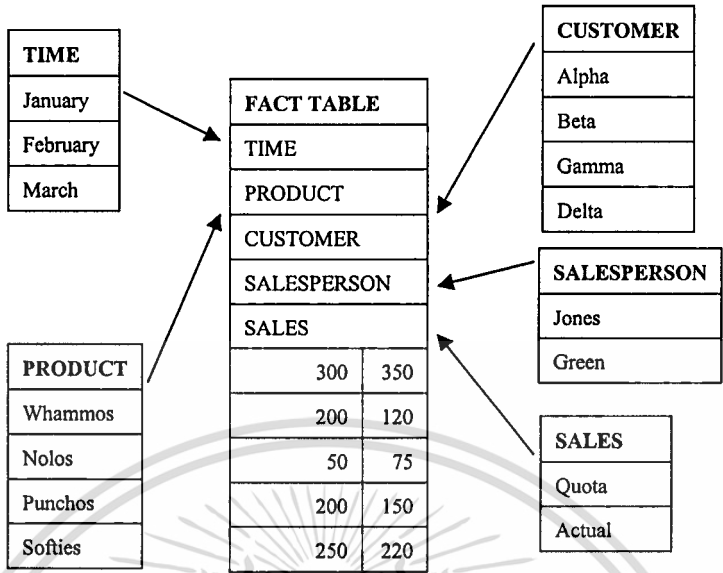 TIME
January
February
March
PRODUCT
Whammos
Nolos
Punchos
Softies
FACT TABLE
TIME
PRODUCT
CUSTOMER
SALESPERSON
SALES
300 350
200 120
50 75
200 150
250 220
CUSTOMER
Alpha
Beta
Gamma
Delta
SALESPERSON
Jones
Green
SALES
Quota
Actual